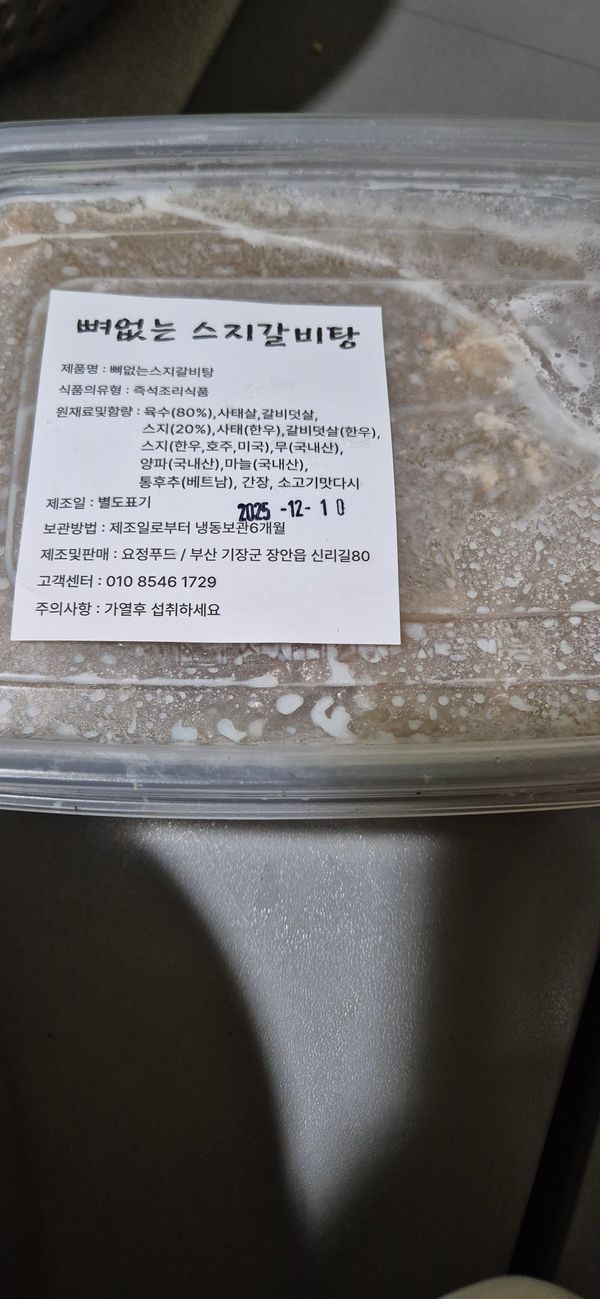 뼈없는 스지갈비탕
제품명 : 뼈없는스지갈비탕
식품의유형 : 즉석조리식품
원재료및함량 : 육수(80%),사태살,갈비덧살,
스지(20%),사태(한우),갈비덧살(한우),
스지(한우,호주,미국),무(국내산),
양파(국내산),마늘(국내산),
통후추(베트남), 간장, 소고기맛다시
제조일 : 별도표기 2025 -12- 10
보관방법 : 제조일로부터 냉동보관6개월
제조및판매 : 요정푸드 / 부산 기장군 장안읍 신리길80
고객센터 : 010 8546 1729
주의사항 : 가열후 섭취하세요